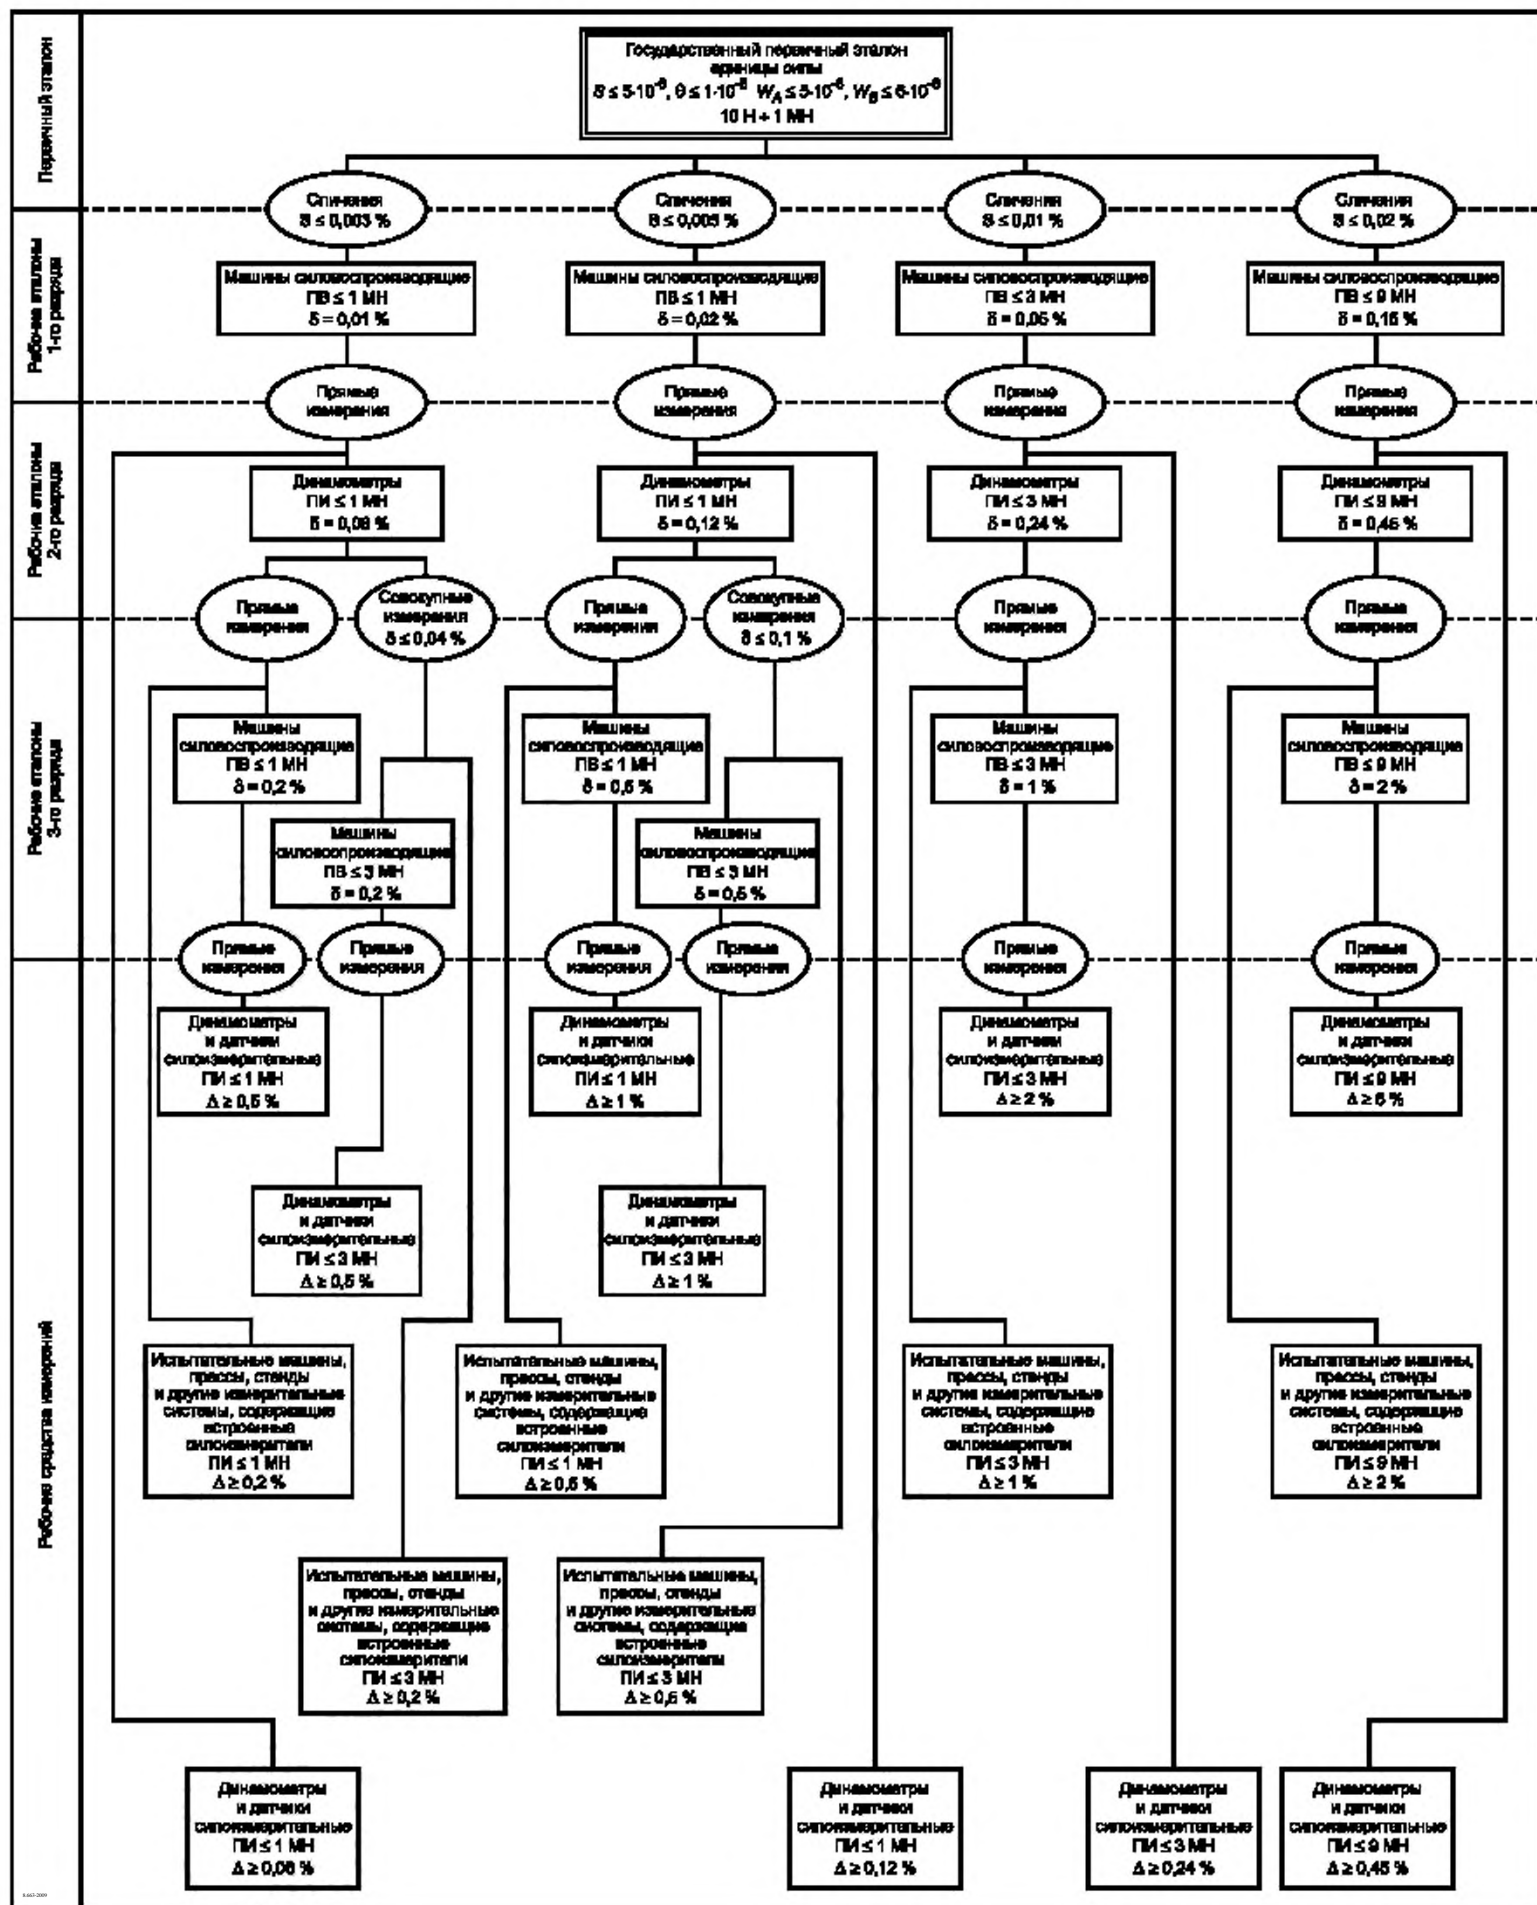 Первичный эталон
Государственный первичный эталон
единицы силы
S ≤ 5·10⁻⁶, θ ≤ 1·10⁻⁶ W_A ≤ 5·10⁻⁶, W_B ≤ 6·10⁻⁶
10 Н ÷ 1 МН
Сличения
S ≤ 0,003 %
Сличения
S ≤ 0,005 %
Сличения
S ≤ 0,01 %
Сличения
S ≤ 0,02 %
Рабочие эталоны
1-го разряда
Машины силовоспроизводящие
ПВ ≤ 1 МН
δ = 0,01 %
Машины силовоспроизводящие
ПВ ≤ 1 МН
δ = 0,02 %
Машины силовоспроизводящие
ПВ ≤ 3 МН
δ = 0,05 %
Машины силовоспроизводящие
ПВ ≤ 9 МН
δ = 0,15 %
Прямые
измерения
Прямые
измерения
Прямые
измерения
Прямые
измерения
Рабочие эталоны
2-го разряда
Динамометры
ПИ ≤ 1 МН
δ = 0,06 %
Динамометры
ПИ ≤ 1 МН
δ = 0,12 %
Динамометры
ПИ ≤ 3 МН
δ = 0,24 %
Динамометры
ПИ ≤ 9 МН
δ = 0,45 %
Прямые
измерения
Совокупные
измерения
δ ≤ 0,04 %
Прямые
измерения
Совокупные
измерения
δ ≤ 0,1 %
Прямые
измерения
Прямые
измерения
Рабочие эталоны
3-го разряда
Машины
силовоспроизводящие
ПВ ≤ 1 МН
δ = 0,2 %
Машины
силовоспроизводящие
ПВ ≤ 1 МН
δ = 0,5 %
Машины
силовоспроизводящие
ПВ ≤ 3 МН
δ = 1 %
Машины
силовоспроизводящие
ПВ ≤ 9 МН
δ = 2 %
Машины
силовоспроизводящие
ПВ ≤ 3 МН
δ = 0,2 %
Машины
силовоспроизводящие
ПВ ≤ 3 МН
δ = 0,5 %
Прямые
измерения
Прямые
измерения
Прямые
измерения
Прямые
измерения
Прямые
измерения
Прямые
измерения
Рабочие средства измерений
Динамометры
и датчики
силоизмерительные
ПИ ≤ 1 МН
Δ ≥ 0,5 %
Динамометры
и датчики
силоизмерительные
ПИ ≤ 1 МН
Δ ≥ 1 %
Динамометры
и датчики
силоизмерительные
ПИ ≤ 3 МН
Δ ≥ 2 %
Динамометры
и датчики
силоизмерительные
ПИ ≤ 9 МН
Δ ≥ 5 %
Динамометры
и датчики
силоизмерительные
ПИ ≤ 3 МН
Δ ≥ 0,5 %
Динамометры
и датчики
силоизмерительные
ПИ ≤ 3 МН
Δ ≥ 1 %
Испытательные машины,
прессы, стенды
и другие измерительные
системы, содержащие
встроенные
силоизмерители
ПИ ≤ 1 МН
Δ ≥ 0,2 %
Испытательные машины,
прессы, стенды
и другие измерительные
системы, содержащие
встроенные
силоизмерители
ПИ ≤ 1 МН
Δ ≥ 0,5 %
Испытательные машины,
прессы, стенды
и другие измерительные
системы, содержащие
встроенные
силоизмерители
ПИ ≤ 3 МН
Δ ≥ 1 %
Испытательные машины,
прессы, стенды
и другие измерительные
системы, содержащие
встроенные
силоизмерители
ПИ ≤ 9 МН
Δ ≥ 2 %
Испытательные машины,
прессы, стенды
и другие измерительные
системы, содержащие
встроенные
силоизмерители
ПИ ≤ 3 МН
Δ ≥ 0,2 %
Испытательные машины,
прессы, стенды
и другие измерительные
системы, содержащие
встроенные
силоизмерители
ПИ ≤ 3 МН
Δ ≥ 0,5 %
Динамометры
и датчики
силоизмерительные
ПИ ≤ 1 МН
Δ ≥ 0,06 %
Динамометры
и датчики
силоизмерительные
ПИ ≤ 1 МН
Δ ≥ 0,12 %
Динамометры
и датчики
силоизмерительные
ПИ ≤ 3 МН
Δ ≥ 0,24 %
Динамометры
и датчики
силоизмерительные
ПИ ≤ 9 МН
Δ ≥ 0,45 %
8.663-2009